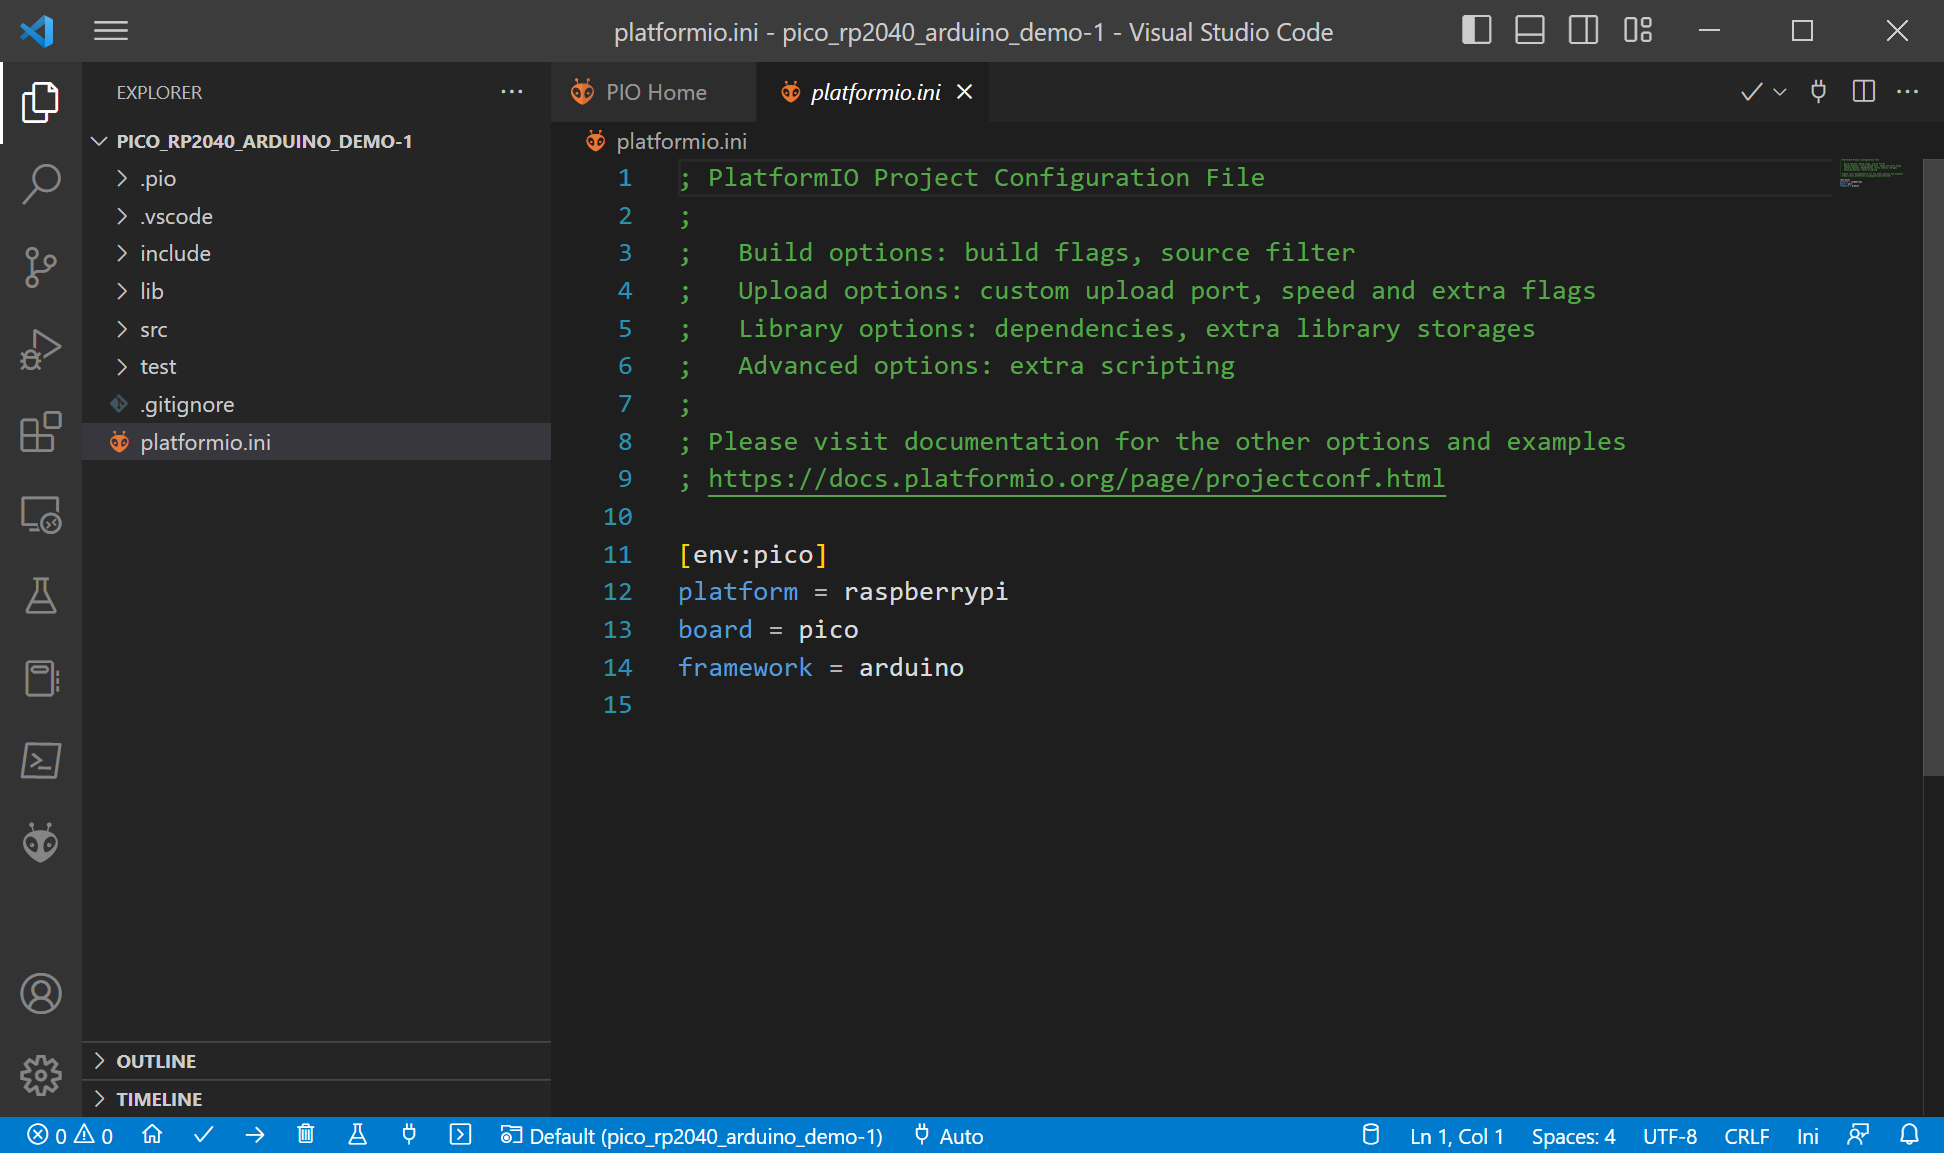 platformio.ini - pico_rp2040_arduino_demo-1 - Visual Studio Code
EXPLORER
PICO_RP2040_ARDUINO_DEMO-1
.pio
.vscode
include
lib
src
test
.gitignore
platformio.ini
OUTLINE
TIMELINE
PIO Home
platformio.ini
platformio.ini
1 ; PlatformIO Project Configuration File
2 ;
3 ;   Build options: build flags, source filter
4 ;   Upload options: custom upload port, speed and extra flags
5 ;   Library options: dependencies, extra library storages
6 ;   Advanced options: extra scripting
7 ;
8 ; Please visit documentation for the other options and examples
9 ; https://docs.platformio.org/page/projectconf.html
10
11 [env:pico]
12 platform = raspberrypi
13 board = pico
14 framework = arduino
15
0 0 Default (pico_rp2040_arduino_demo-1) Auto Ln 1, Col 1 Spaces: 4 UTF-8 CRLF Ini